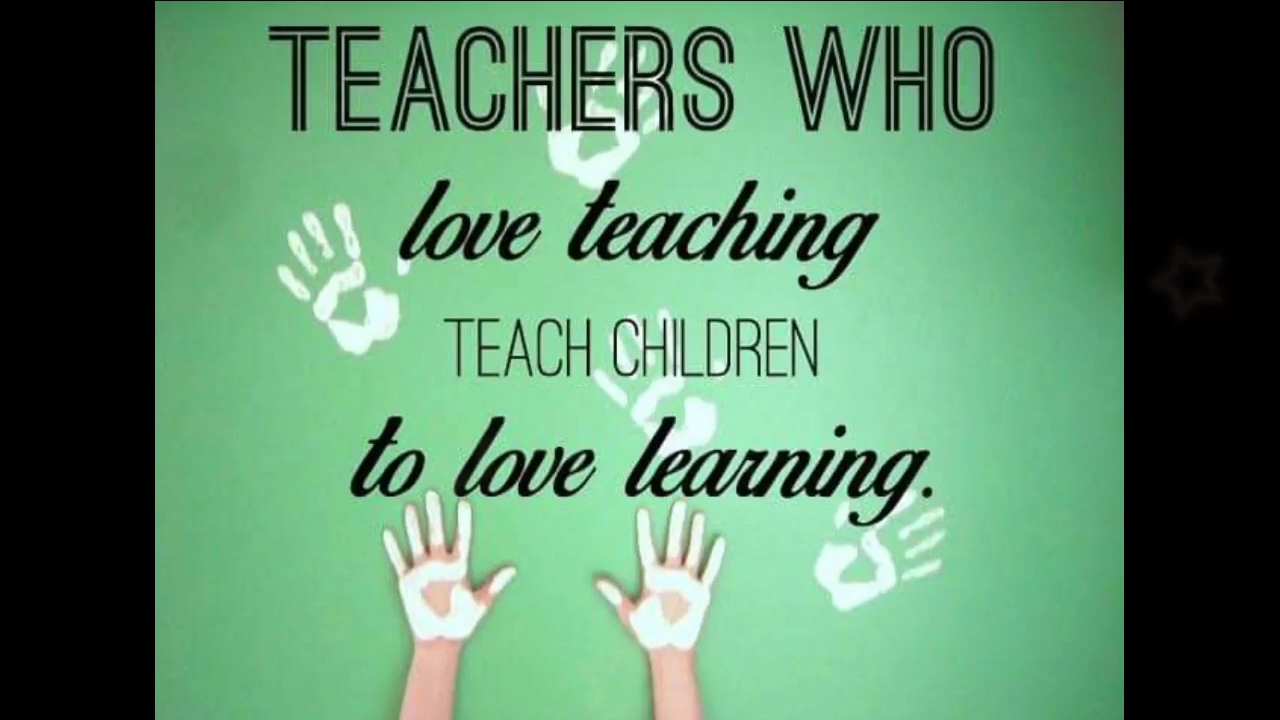 TEACHERS WHO
love teaching
TEACH CHILDREN
to love learning.